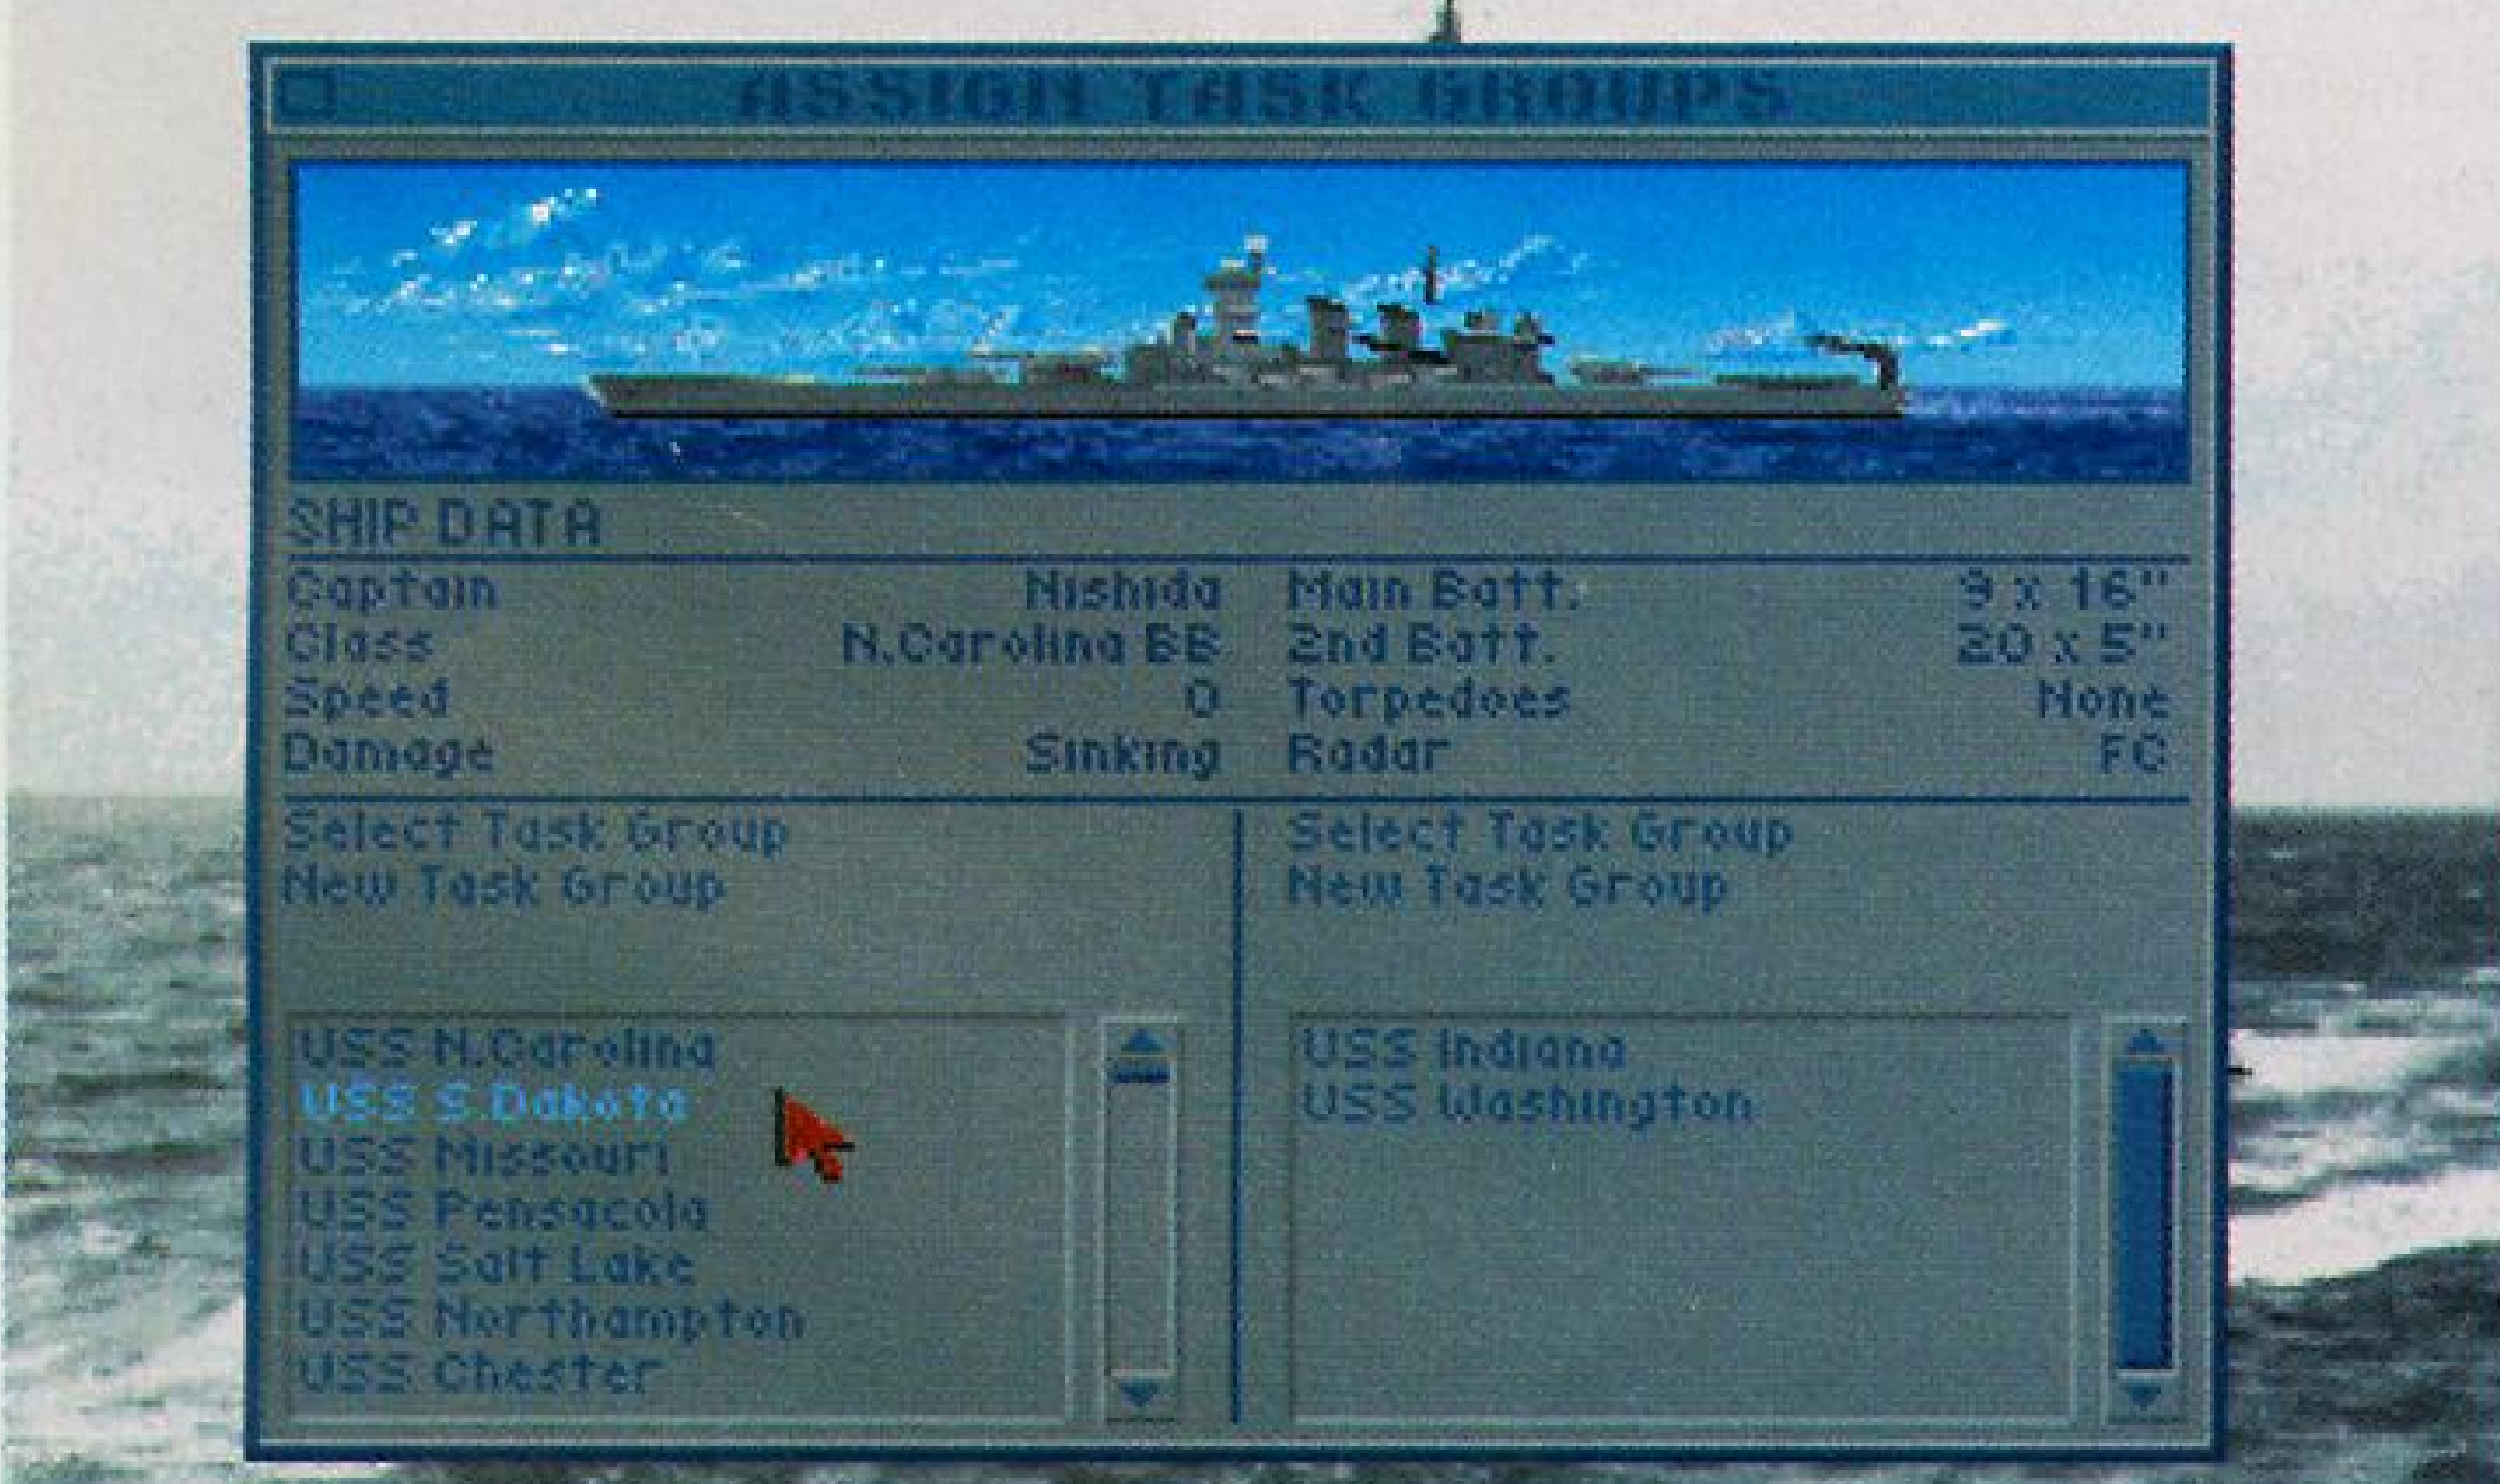 ASSIGN TASK GROUPS
SHIP DATA
Captain Nishida Main Batt. 9 x 16"
Class N.Carolina BB 2nd Batt. 20 x 5"
Speed 0 Torpedoes None
Damage Sinking Radar FC
Select Task Group
New Task Group
USS N.Carolina
USS S.Dakota
USS Missouri
USS Pensacola
USS Salt Lake
USS Northampton
USS Chester
Select Task Group
New Task Group
USS Indiana
USS Washington